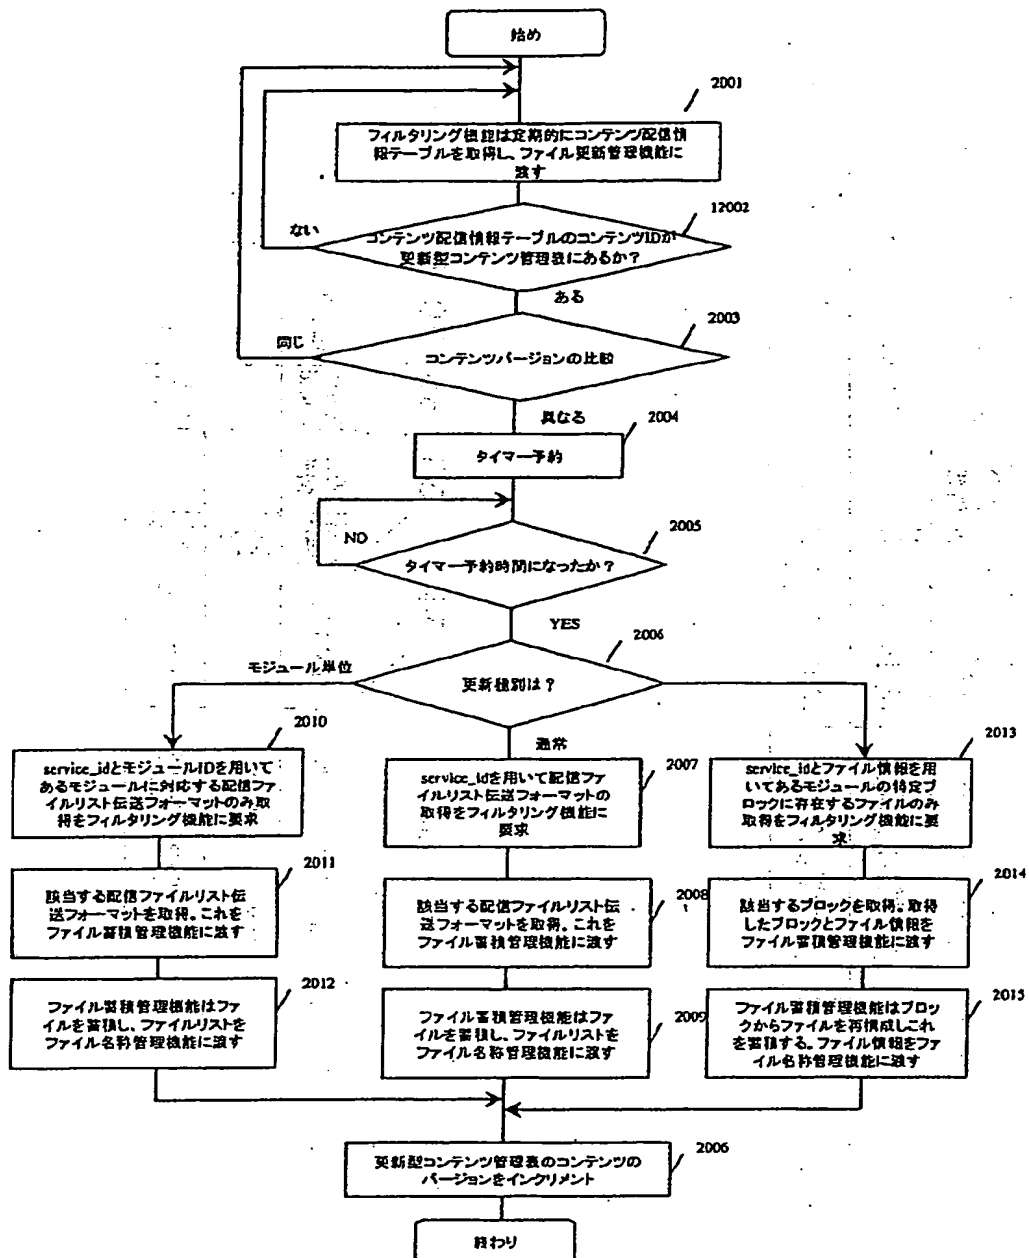 始め
2001
フィルタリング機能は定期的にコンテンツ配信情
報テーブルを取得し、ファイル更新管理機能に
渡す
12002
ない
コンテンツ配信情報テーブルのコンテンツIDが
更新型コンテンツ管理表にあるか？
ある
2003
同じ
コンテンツバージョンの比較
異なる
2004
タイマー予約
NO
2005
タイマー予約時間になったか？
YES
2006
モジュール単位
更新種別は？
2010
通常
2013
service_idとモジュールIDを用いて
あるモジュールに対応する配信ファ
イルリスト伝送フォーマットのみ取
得をフィルタリング機能に要求
2007
service_idを用いて配信ファ
イルリスト伝送フォーマットの
取得をフィルタリング機能に
要求
service_idとファイル情報を用
いてあるモジュールの特定ブ
ロックに存在するファイルのみ
取得をフィルタリング機能に要
求
2011
該当する配信ファイルリスト伝
送フォーマットを取得。これを
ファイル蓄積管理機能に渡す
2008
該当する配信ファイルリスト伝
送フォーマットを取得。これを
ファイル蓄積管理機能に渡す
2014
該当するブロックを取得。取得
したブロックとファイル情報を
ファイル蓄積管理機能に渡す
2012
ファイル蓄積管理機能はファ
イルを蓄積し、ファイルリストを
ファイル名称管理機能に渡す
2009
ファイル蓄積管理機能はファ
イルを蓄積し、ファイルリストを
ファイル名称管理機能に渡す
2015
ファイル蓄積管理機能はブロッ
クからファイルを再構成しこれ
を蓄積する。ファイル情報をファ
イル名称管理機能に渡す
2006
更新型コンテンツ管理表のコンテンツの
バージョンをインクリメント
終わり